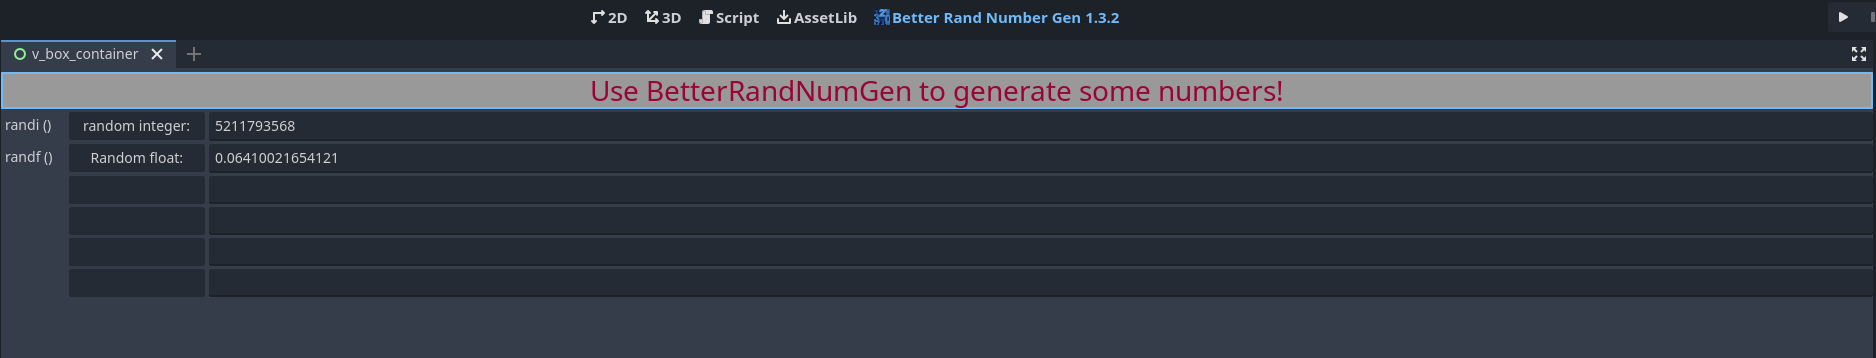 2D 3D Script AssetLib Better Rand Number Gen 1.3.2
v_box_container
Use BetterRandNumGen to generate some numbers!
randi () random integer: 5211793568
randf () Random float: 0.06410021654121